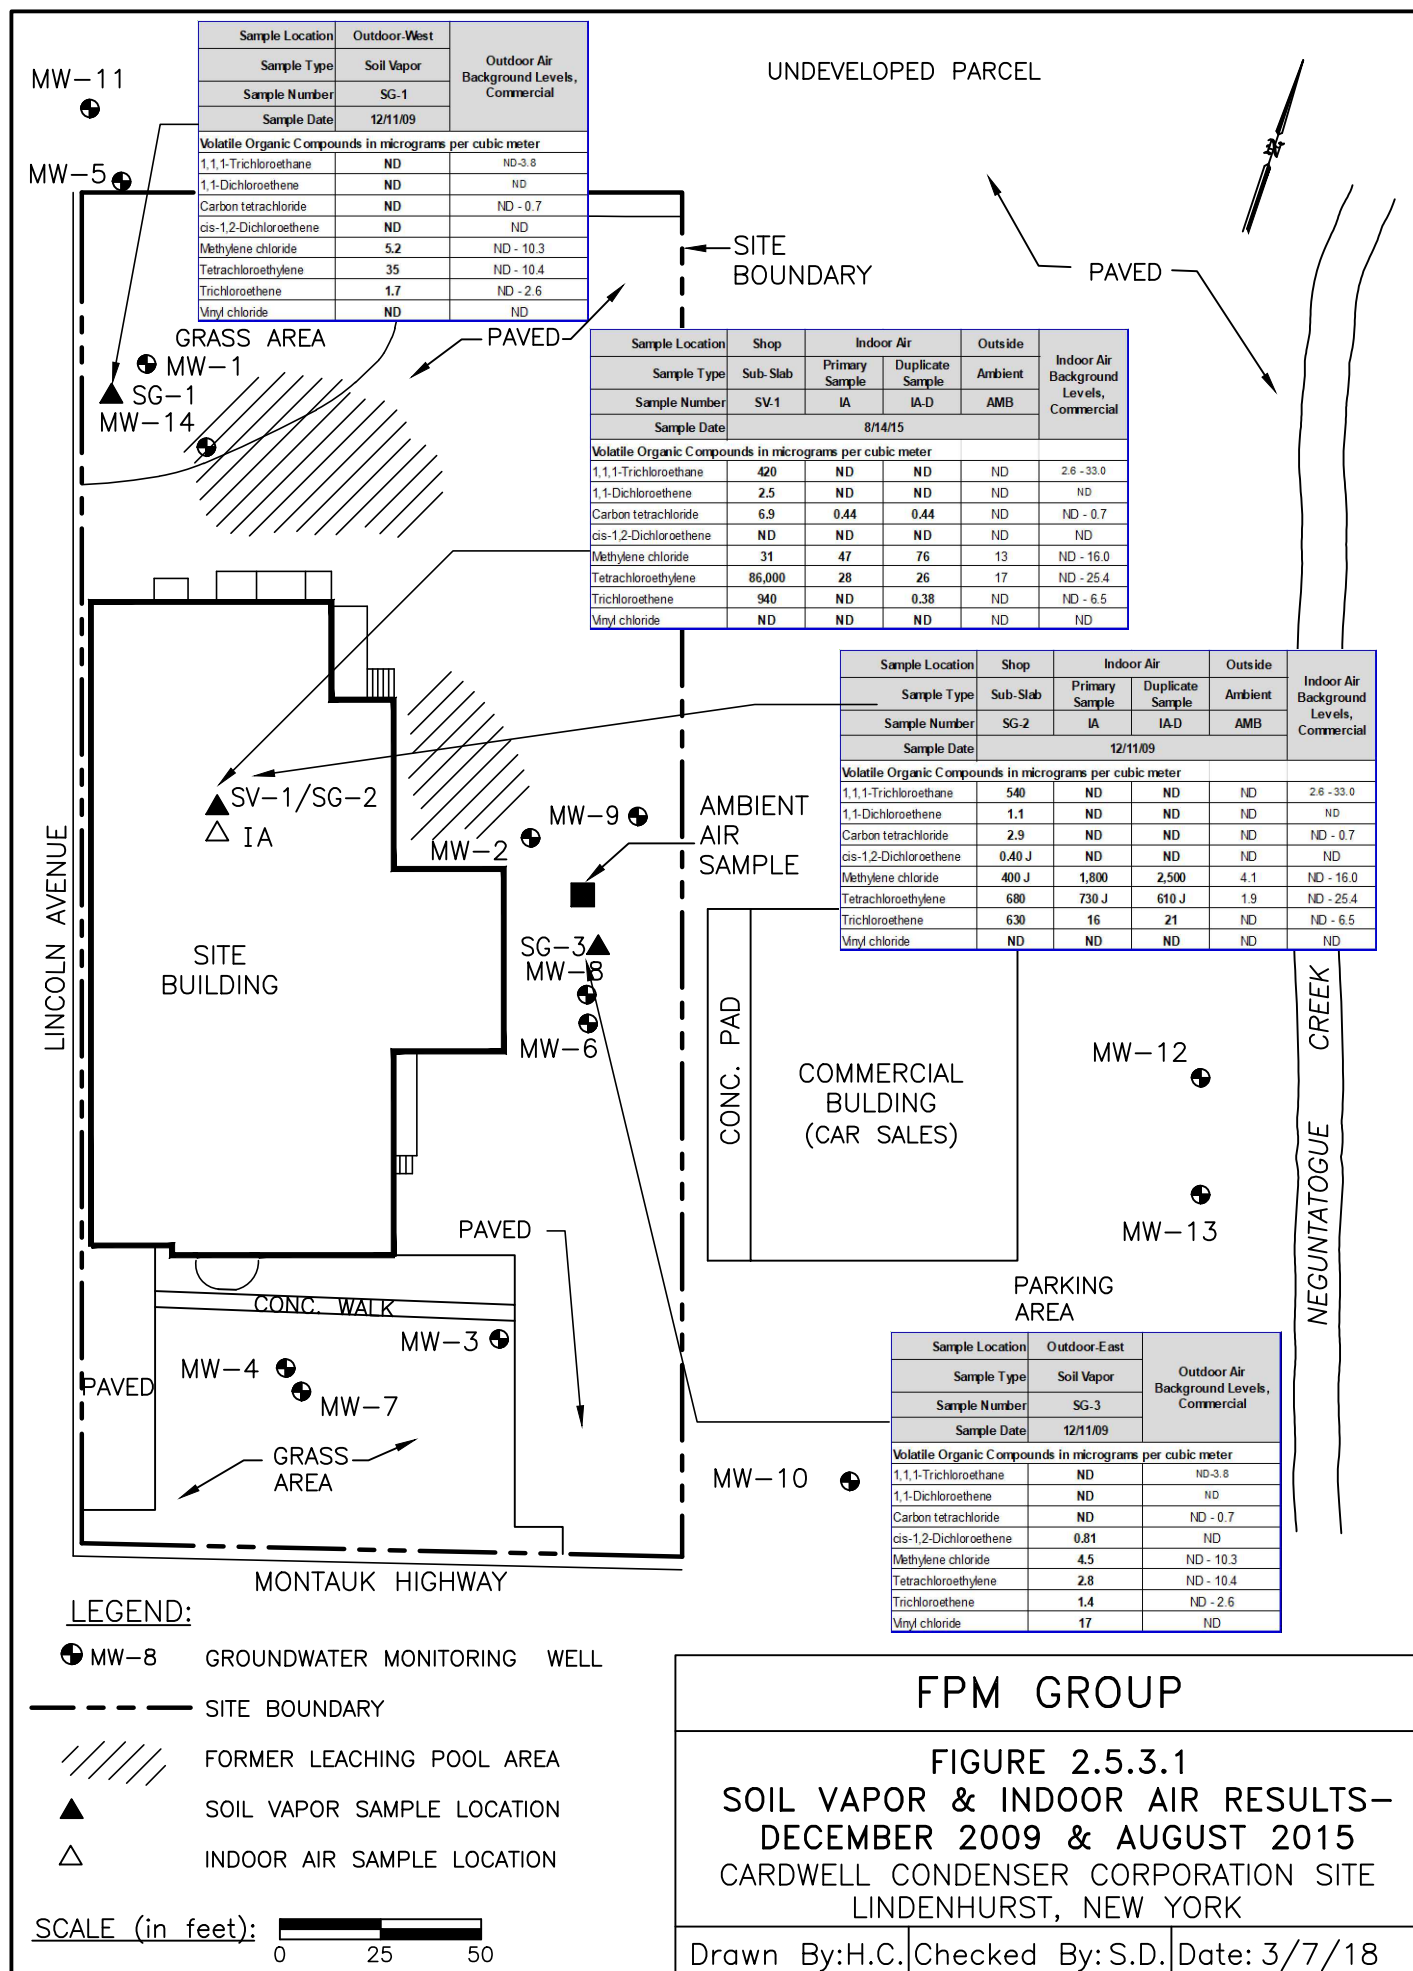 UNDEVELOPED PARCEL
N
MW-11
MW-5
Sample Location Outdoor-West Outdoor Air Background Levels, Commercial
Sample Type Soil Vapor
Sample Number SG-1
Sample Date 12/11/09
Volatile Organic Compounds in micrograms per cubic meter
1,1,1-Trichloroethane ND ND-3.8
1,1-Dichloroethene ND ND
Carbon tetrachloride ND ND - 0.7
cis-1,2-Dichloroethene ND ND
Methylene chloride 5.2 ND - 10.3
Tetrachloroethylene 35 ND - 10.4
Trichloroethene 1.7 ND - 2.6
Vinyl chloride ND ND
SITE
BOUNDARY
PAVED
GRASS AREA
PAVED
MW-1
SG-1
MW-14
Sample Location Shop Indoor Air Outside Indoor Air Background Levels, Commercial
Sample Type Sub-Slab Primary Sample Duplicate Sample Ambient
Sample Number SV-1 IA IA-D AMB
Sample Date 8/14/15
Volatile Organic Compounds in micrograms per cubic meter
1,1,1-Trichloroethane 420 ND ND ND 2.6 - 33.0
1,1-Dichloroethene 2.5 ND ND ND ND
Carbon tetrachloride 6.9 0.44 0.44 ND ND - 0.7
cis-1,2-Dichloroethene ND ND ND ND ND
Methylene chloride 31 47 76 13 ND - 16.0
Tetrachloroethylene 86,000 28 26 17 ND - 25.4
Trichloroethene 940 ND 0.38 ND ND - 6.5
Vinyl chloride ND ND ND ND ND
Sample Location Shop Indoor Air Outside Indoor Air Background Levels, Commercial
Sample Type Sub-Slab Primary Sample Duplicate Sample Ambient
Sample Number SG-2 IA IA-D AMB
Sample Date 12/11/09
Volatile Organic Compounds in micrograms per cubic meter
1,1,1-Trichloroethane 540 ND ND ND 2.6 - 33.0
1,1-Dichloroethene 1.1 ND ND ND ND
Carbon tetrachloride 2.9 ND ND ND ND - 0.7
cis-1,2-Dichloroethene 0.40 J ND ND ND ND
Methylene chloride 400 J 1,800 2,500 4.1 ND - 16.0
Tetrachloroethylene 680 730 J 610 J 1.9 ND - 25.4
Trichloroethene 630 16 21 ND ND - 6.5
Vinyl chloride ND ND ND ND ND
SV-1/SG-2
IA
MW-9
MW-2
AMBIENT
AIR
SAMPLE
LINCOLN AVENUE
SITE
BUILDING
SG-3
MW-8
MW-6
CONC. PAD
COMMERCIAL
BULDING
(CAR SALES)
MW-12
MW-13
NEGUNTATOGUE CREEK
PAVED
PARKING
AREA
CONC. WALK
MW-3
MW-4
MW-7
PAVED
GRASS
AREA
MW-10
MONTAUK HIGHWAY
Sample Location Outdoor-East Outdoor Air Background Levels, Commercial
Sample Type Soil Vapor
Sample Number SG-3
Sample Date 12/11/09
Volatile Organic Compounds in micrograms per cubic meter
1,1,1-Trichloroethane ND ND-3.8
1,1-Dichloroethene ND ND
Carbon tetrachloride ND ND - 0.7
cis-1,2-Dichloroethene 0.81 ND
Methylene chloride 4.5 ND - 10.3
Tetrachloroethylene 2.8 ND - 10.4
Trichloroethene 1.4 ND - 2.6
Vinyl chloride 17 ND
LEGEND:
MW-8 GROUNDWATER MONITORING WELL
SITE BOUNDARY
FORMER LEACHING POOL AREA
SOIL VAPOR SAMPLE LOCATION
INDOOR AIR SAMPLE LOCATION
SCALE (in feet):
0 25 50
FPM GROUP
FIGURE 2.5.3.1
SOIL VAPOR & INDOOR AIR RESULTS-
DECEMBER 2009 & AUGUST 2015
CARDWELL CONDENSER CORPORATION SITE
LINDENHURST, NEW YORK
Drawn By:H.C. Checked By:S.D. Date: 3/7/18